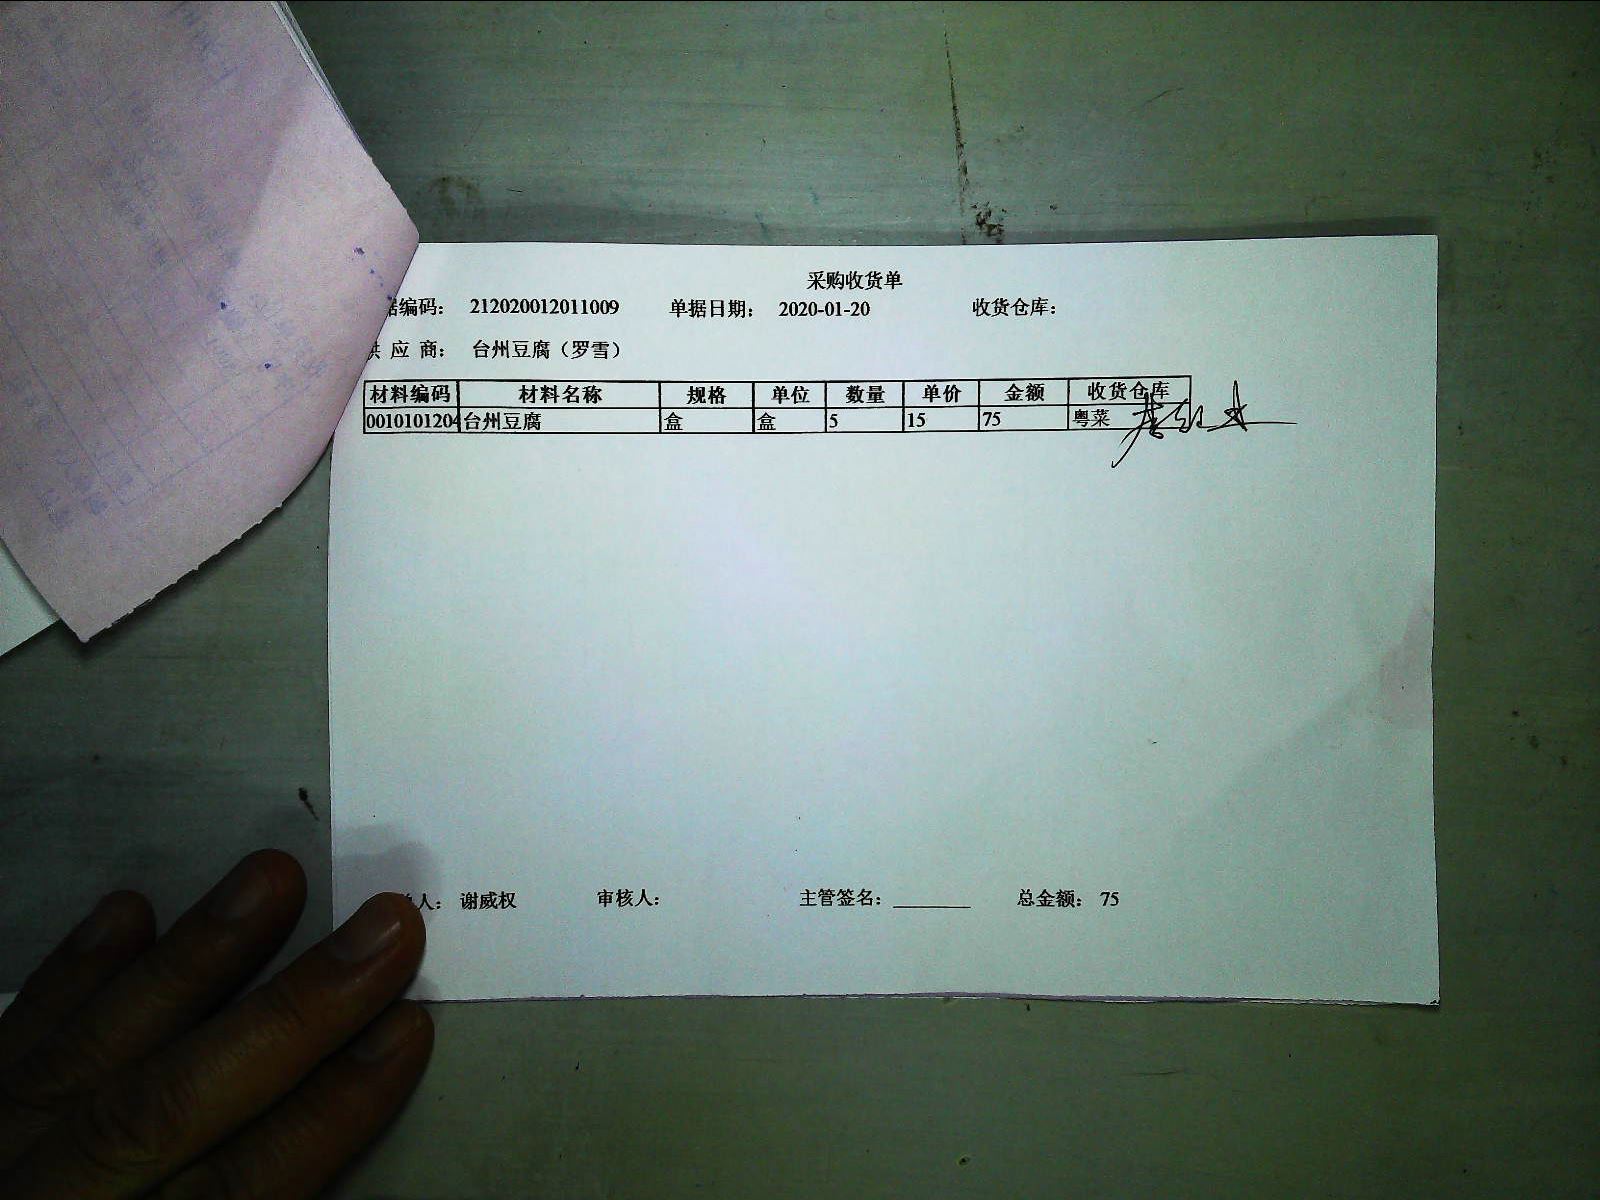 采购收货单
据编码： 212020012011009 单据日期： 2020-01-20 收货仓库：
供 应 商： 台州豆腐（罗雪）
材料编码 材料名称 规格 单位 数量 单价 金额 收货仓库
0010101204 台州豆腐 盒 盒 5 15 75 粤菜
单人： 谢威权 审核人： 主管签名： ________ 总金额： 75